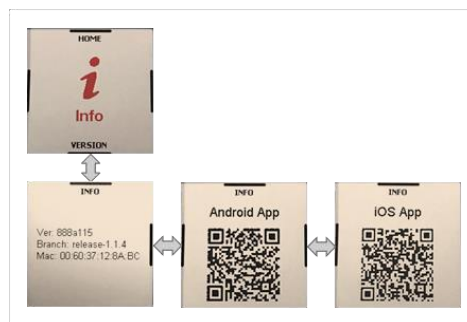 HOME
i
Info
VERSION
INFO
Ver: 888a115
Branch: release-1.1.4
Mac: 00:60:37:12:8A:BC
INFO
Android App
INFO
iOS App